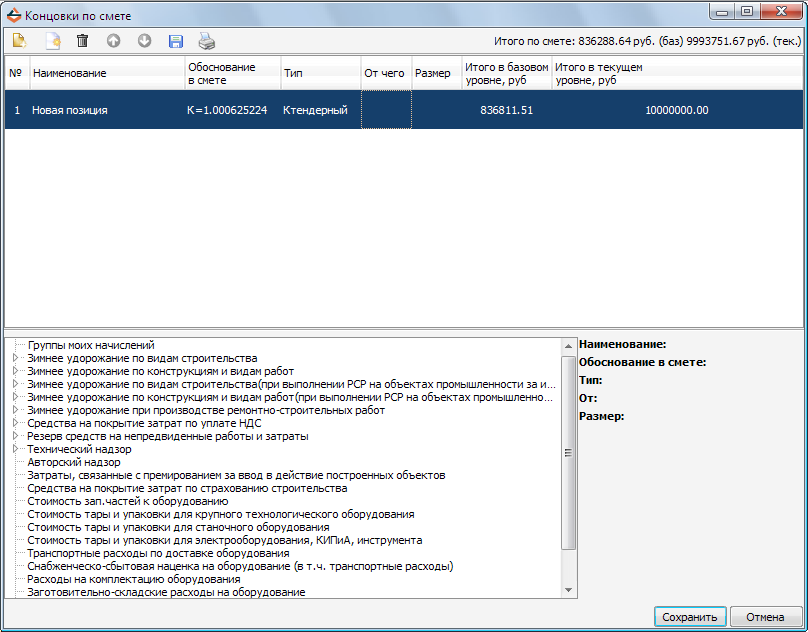 Концовки по смете
Итого по смете: 836288.64 руб. (баз) 9993751.67 руб. (тек.)
№ Наименование Обоснование в смете Тип От чего Размер Итого в базовом уровне, руб Итого в текущем уровне, руб
1 Новая позиция К=1.000625224 Ктендерный 836811.51 10000000.00
Группы моих начислений
Зимнее удорожание по видам строительства
Зимнее удорожание по конструкциям и видам работ
Зимнее удорожание по видам строительства(при выполнении РСР на объектах промышленности за и...
Зимнее удорожание по конструкциям и видам работ(при выполнении РСР на объектах промышленно...
Зимнее удорожание при производстве ремонтно-строительных работ
Средства на покрытие затрат по уплате НДС
Резерв средств на непредвиденные работы и затраты
Технический надзор
Авторский надзор
Затраты, связанные с премированием за ввод в действие построенных объектов
Средства на покрытие затрат по страхованию строительства
Стоимость зап.частей к оборудованию
Стоимость тары и упаковки для крупного технологического оборудования
Стоимость тары и упаковки для станочного оборудования
Стоимость тары и упаковки для электрооборудования, КИПиА, инструмента
Транспортные расходы по доставке оборудования
Снабженческо-сбытовая наценка на оборудование (в т.ч. транспортные расходы)
Расходы на комплектацию оборудования
Заготовительно-складские расходы на оборудование
Наименование:
Обоснование в смете:
Тип:
От:
Размер:
Сохранить Отмена